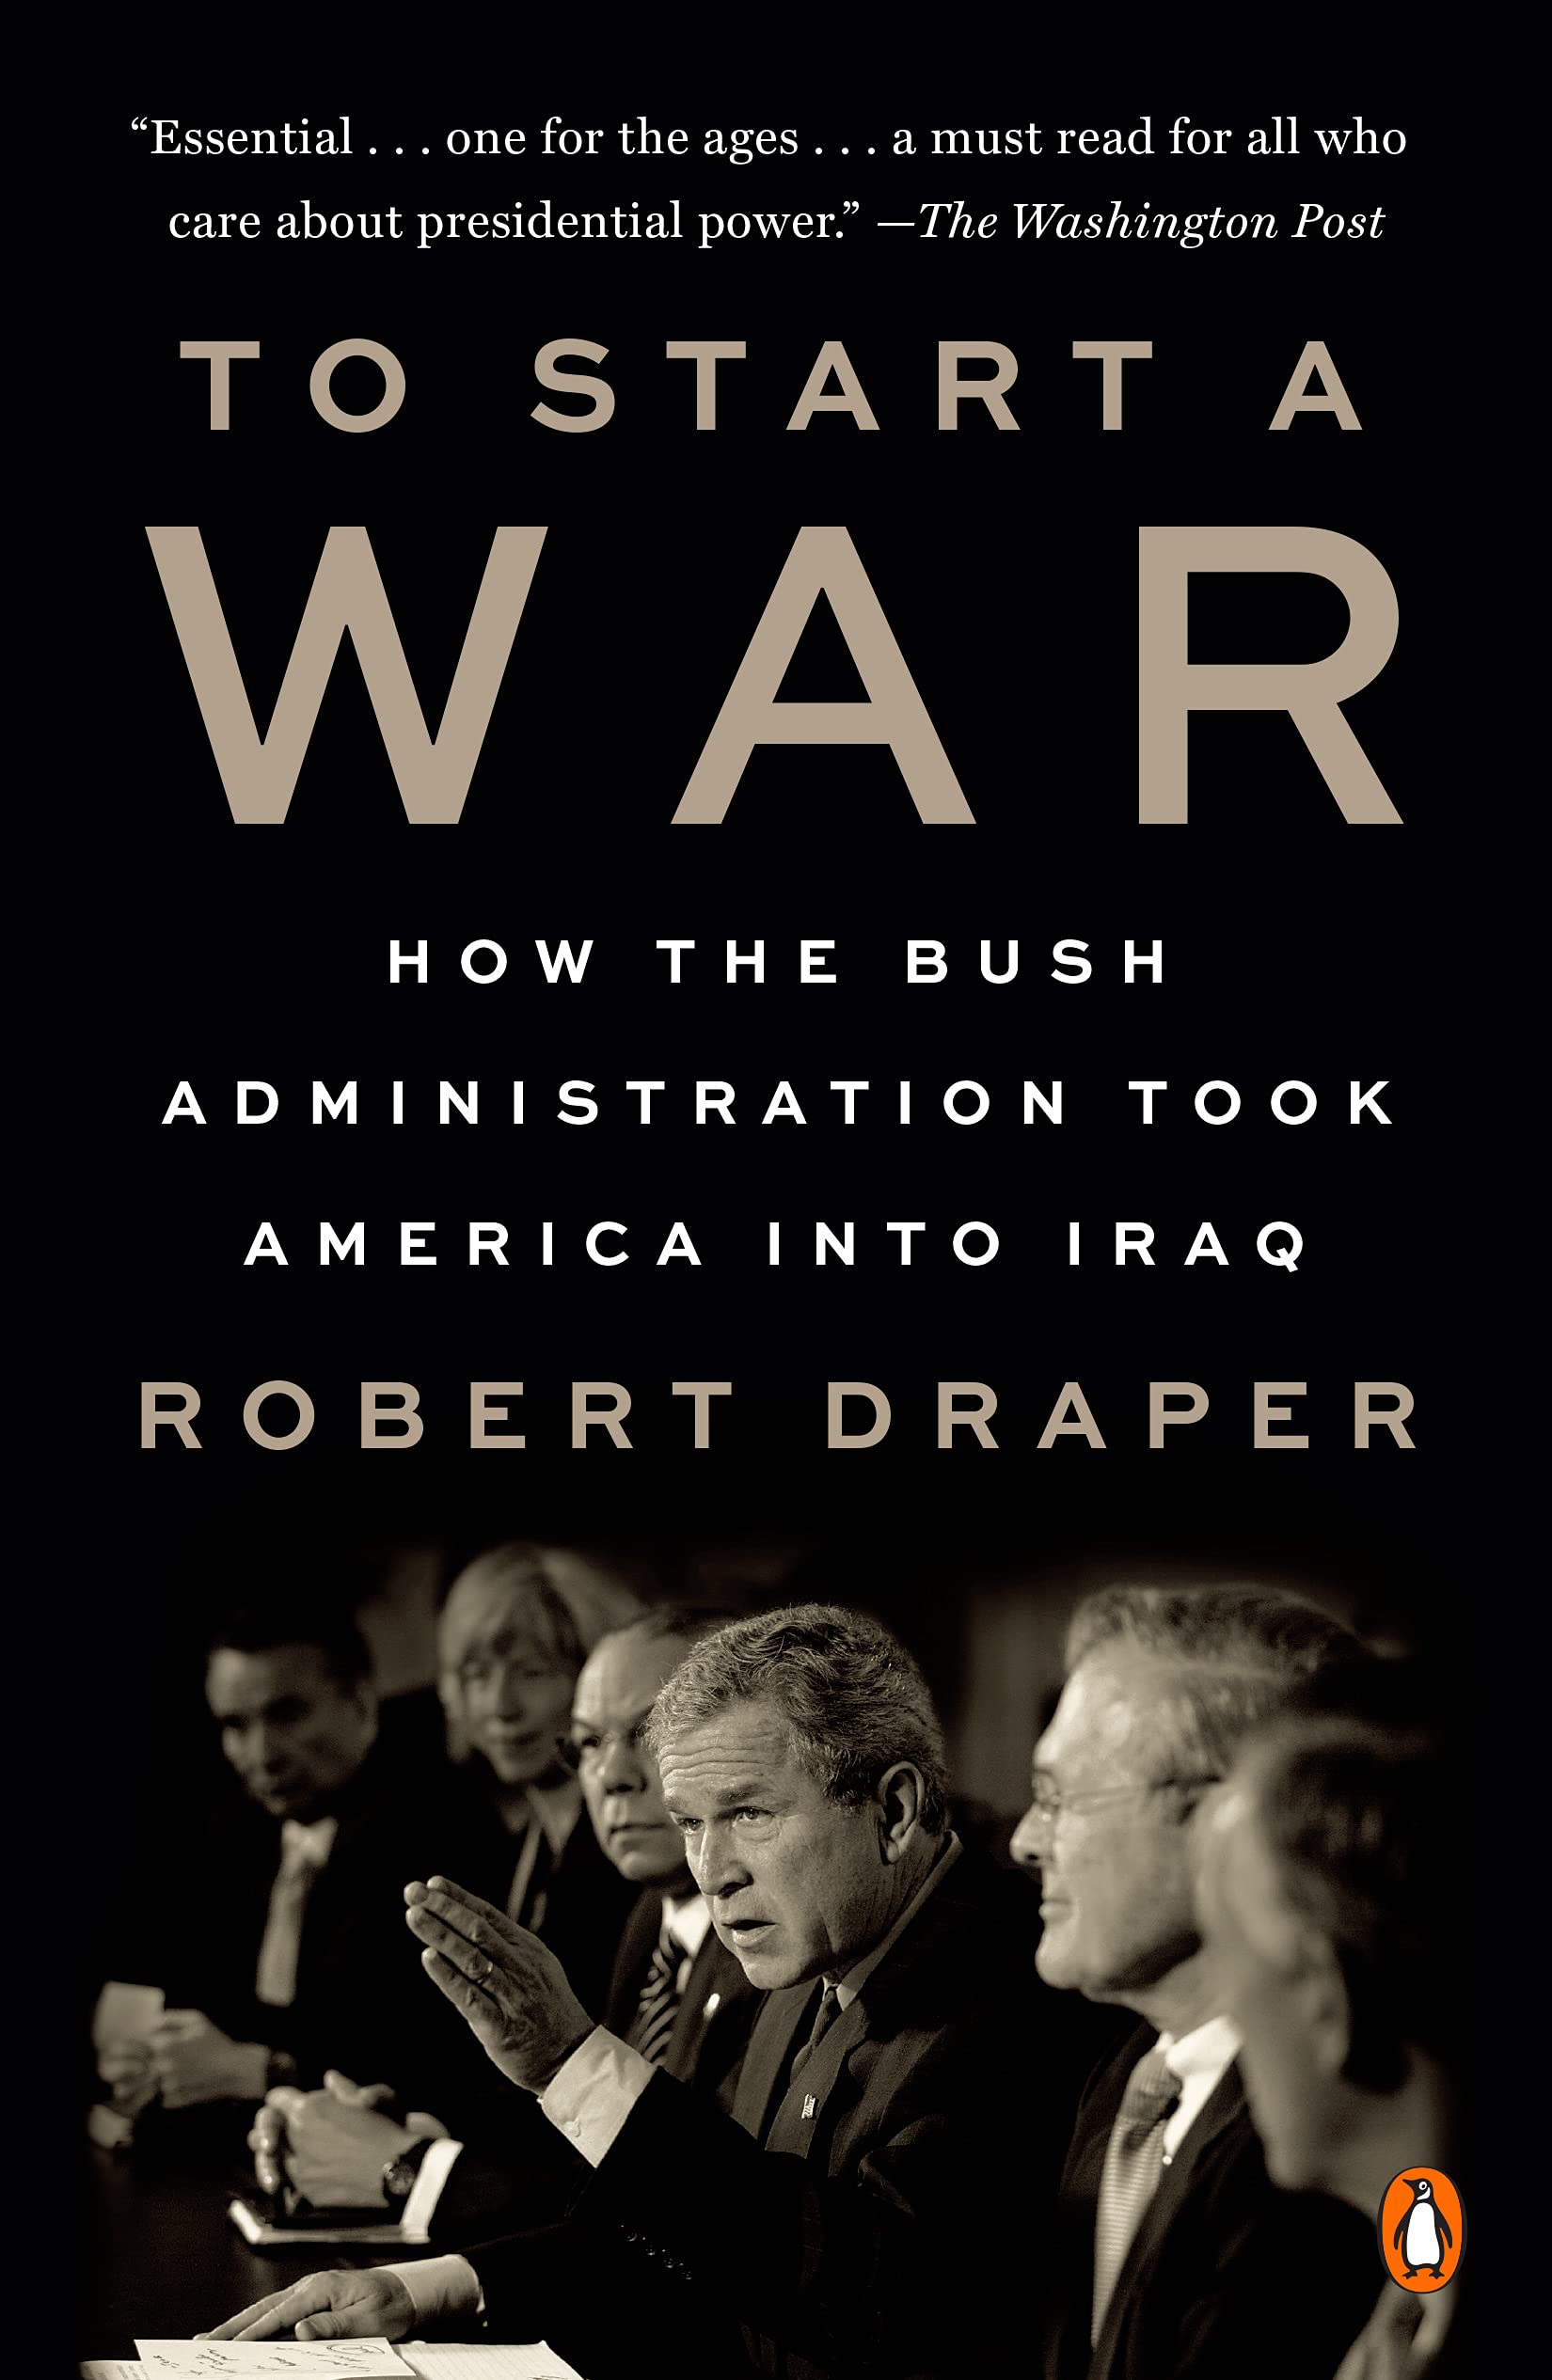 “Essential . . . one for the ages . . . a must read for all who
care about presidential power.” —The Washington Post
TO START A
WAR
HOW THE BUSH
ADMINISTRATION TOOK
AMERICA INTO IRAQ
ROBERT DRAPER